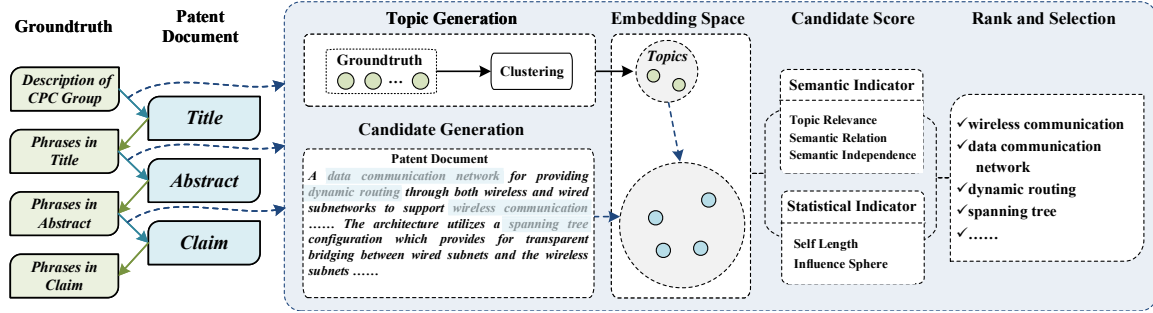 Groundtruth
Patent
Document
Description of
CPC Group
Title
Phrases in
Title
Abstract
Phrases in
Abstract
Claim
Phrases in
Claim
Topic Generation
Groundtruth
...
Clustering
Candidate Generation
Patent Document
A data communication network for providing
dynamic routing through both wireless and wired
subnetworks to support wireless communication
…… The architecture utilizes a spanning tree
configuration which provides for transparent
bridging between wired subnets and the wireless
subnets ……
Embedding Space
Topics
Candidate Score
Semantic Indicator
Topic Relevance
Semantic Relation
Semantic Independence
Statistical Indicator
Self Length
Influence Sphere
Rank and Selection
✓wireless communication
✓data communication
network
✓dynamic routing
✓spanning tree
✓……